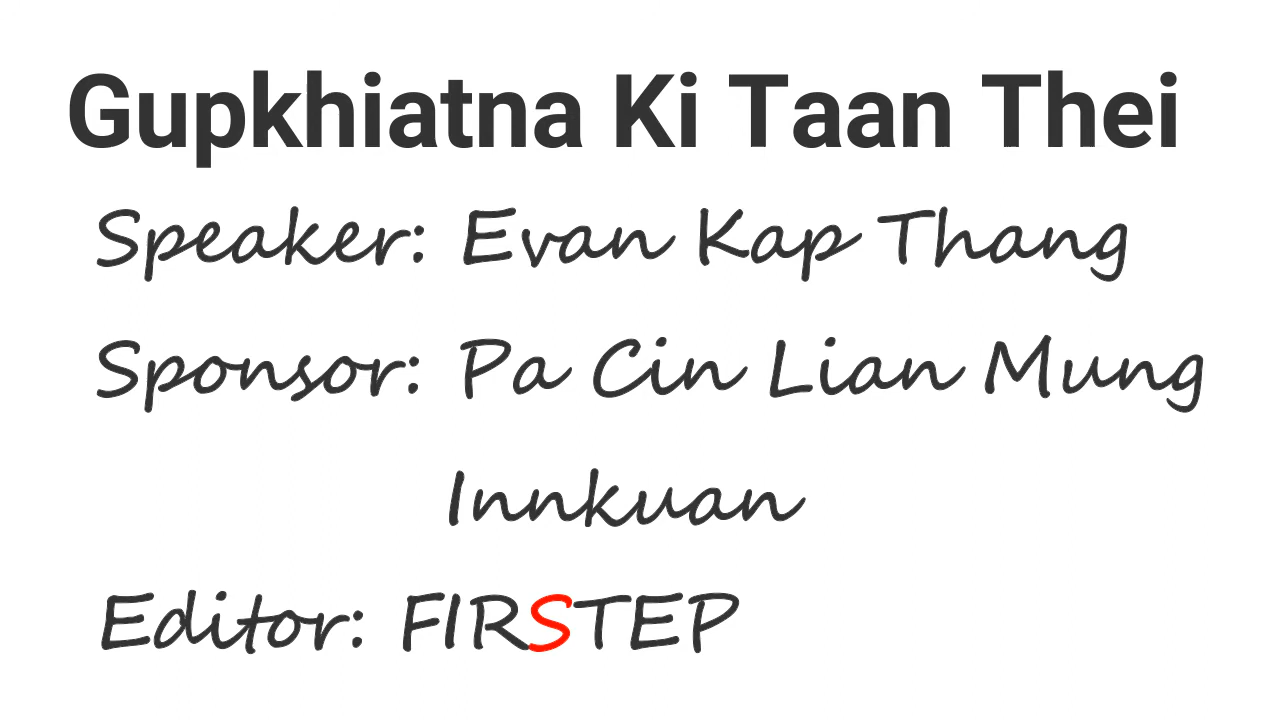 Gupkhiatna Ki Taan Thei
Speaker: Evan Kap Thang
Sponsor: Pa Cin Lian Mung
Innkuan
Editor: FIRSTEP